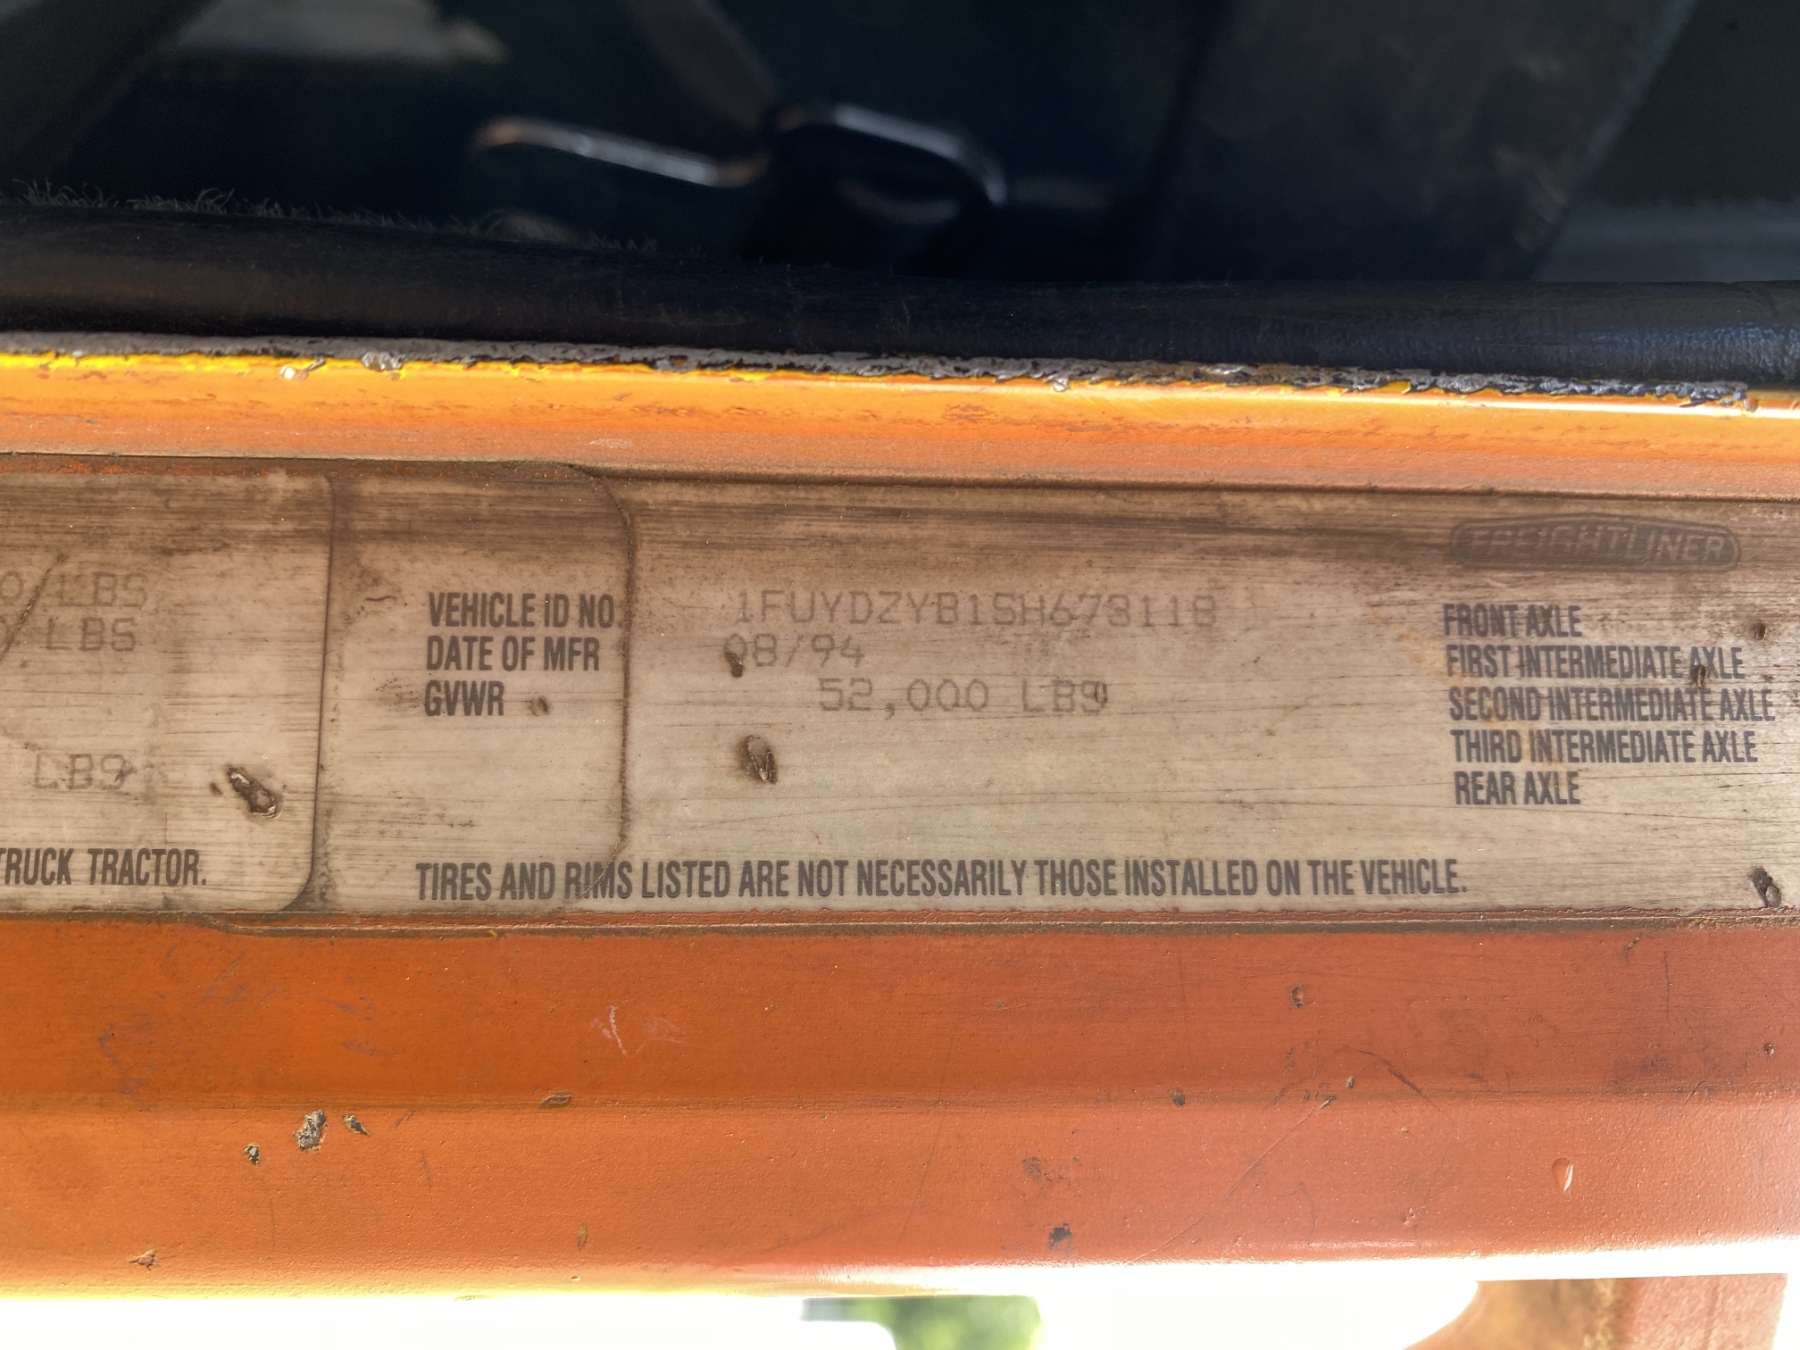 FREIGHTLINER
LBS
LBS
LBS
TRUCK TRACTOR.
VEHICLE ID NO. 1FUYDZYB1SH673118
DATE OF MFR 08/94
GVWR 52,000 LBS
FRONT AXLE
FIRST INTERMEDIATE AXLE
SECOND INTERMEDIATE AXLE
THIRD INTERMEDIATE AXLE
REAR AXLE
TIRES AND RIMS LISTED ARE NOT NECESSARILY THOSE INSTALLED ON THE VEHICLE.